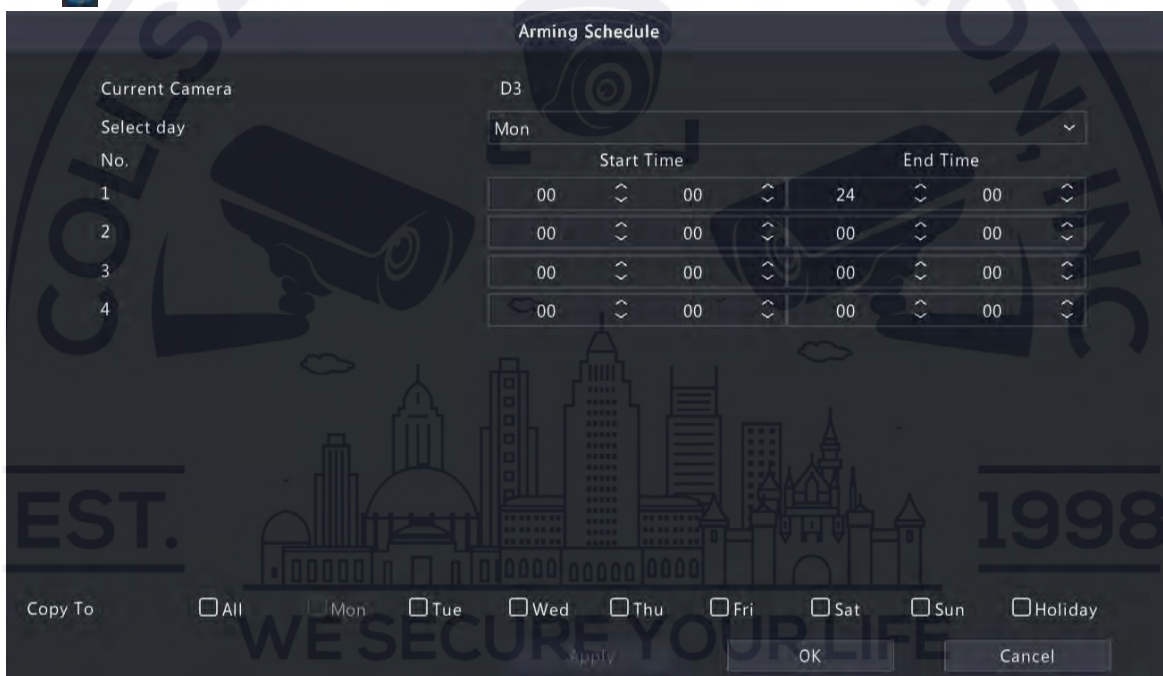 Arming Schedule
Current Camera D3
Select day Mon
No. Start Time End Time
1 00 00 24 00
2 00 00 00 00
3 00 00 00 00
4 00 00 00 00
EST. 1998
Copy To All Mon Tue Wed Thu Fri Sat Sun Holiday
WE SECURE YOUR LIFE
Apply OK Cancel